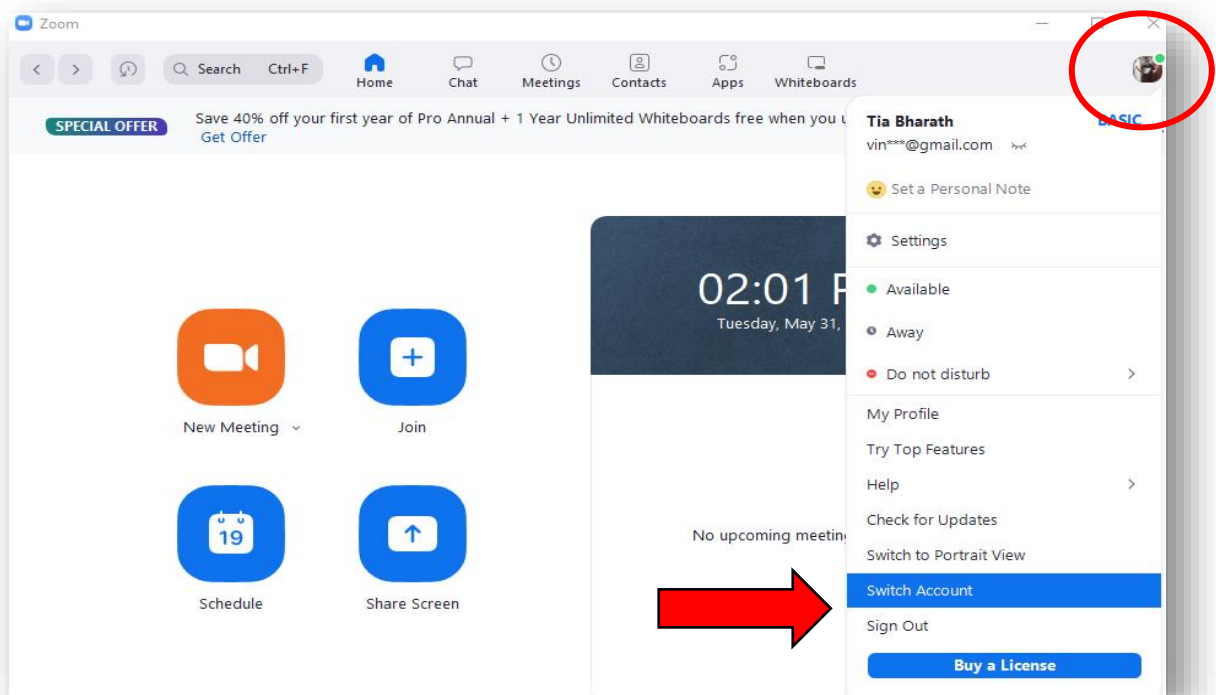 Zoom
Search Ctrl+F
Home Chat Meetings Contacts Apps Whiteboards
SPECIAL OFFER
Save 40% off your first year of Pro Annual + 1 Year Unlimited Whiteboards free when you
Get Offer
Tia Bharath BASIC
vin***@gmail.com
Set a Personal Note
Settings
02:01
Tuesday, May 31,
Available
Away
Do not disturb
My Profile
Try Top Features
Help
Check for Updates
Switch to Portrait View
Switch Account
Sign Out
Buy a License
New Meeting
Join
19
Schedule
Share Screen
No upcoming